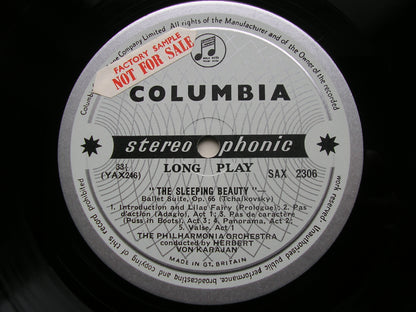 Company Limited. All rights of the Manufacturer and of the Owner of the recorded
work reserved. Unauthorised public performance, broadcasting and copying of this record prohibited
FACTORY SAMPLE
NOT FOR SALE
COLUMBIA
stereophonic
33⅓
(YAX246)
LONG PLAY
SAX 2306
"THE SLEEPING BEAUTY"—
Ballet Suite, Op. 66 (Tchaikovsky)
1. Introduction and Lilac Fairy (Prologue); 2. Pas
d'action (Adagio), Act 1; 3. Pas de caractère
(Puss in Boots), Act 3; 4. Panorama, Act 2;
5. Valse, Act 1
THE PHILHARMONIA ORCHESTRA
conducted by HERBERT
VON KARAJAN
MADE IN GT. BRITAIN